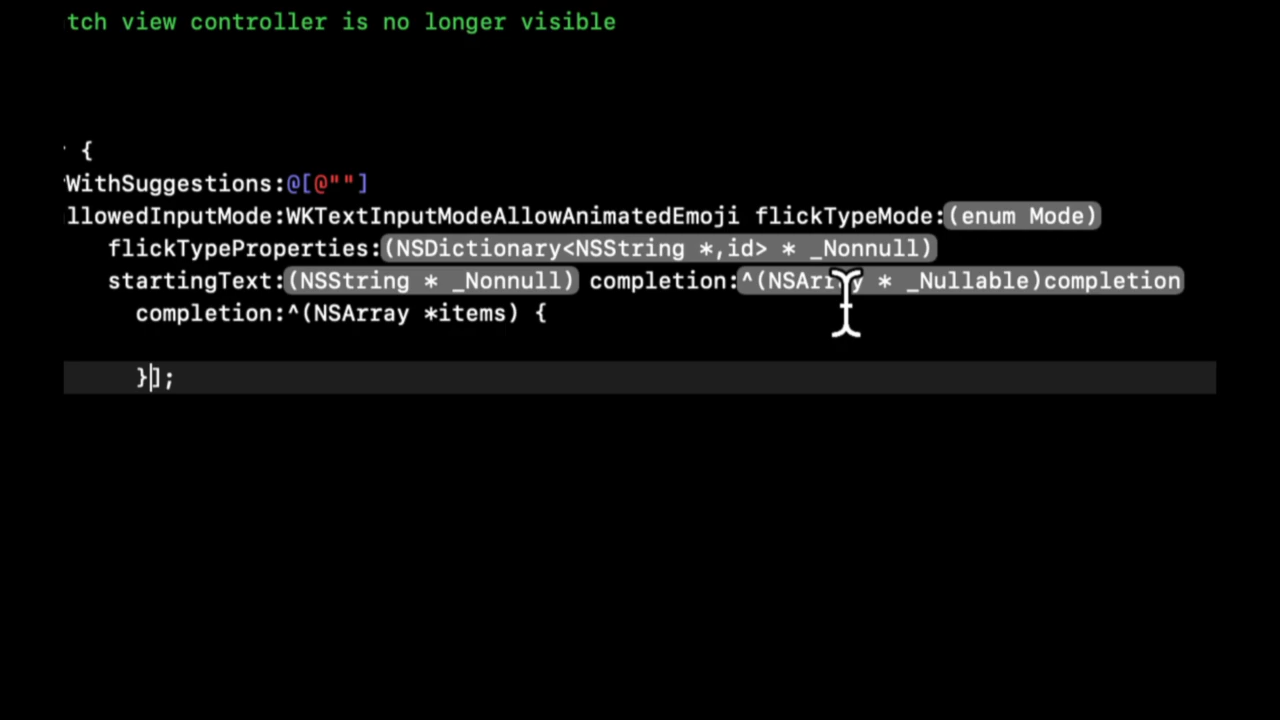 tch view controller is no longer visible
{
WithSuggestions:@[@""]
llowedInputMode:WKTextInputModeAllowAnimatedEmoji flickTypeMode:(enum Mode)
flickTypeProperties:(NSDictionary<NSString *,id> * _Nonnull)
startingText:(NSString * _Nonnull) completion:^(NSArray * _Nullable)completion
completion:^(NSArray *items) {
}];